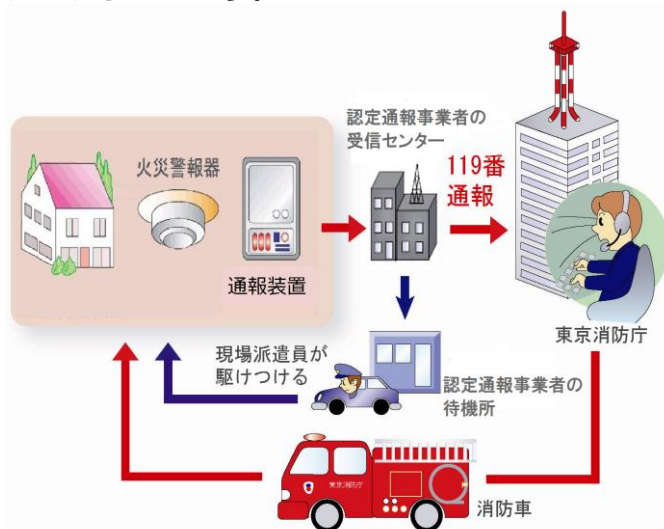 認定通報事業者の
受信センター
火災警報器
119番
通報
通報装置
東京消防庁
現場派遣員が
駆けつける
認定通報事業者の
待機所
東京消防庁
消防車